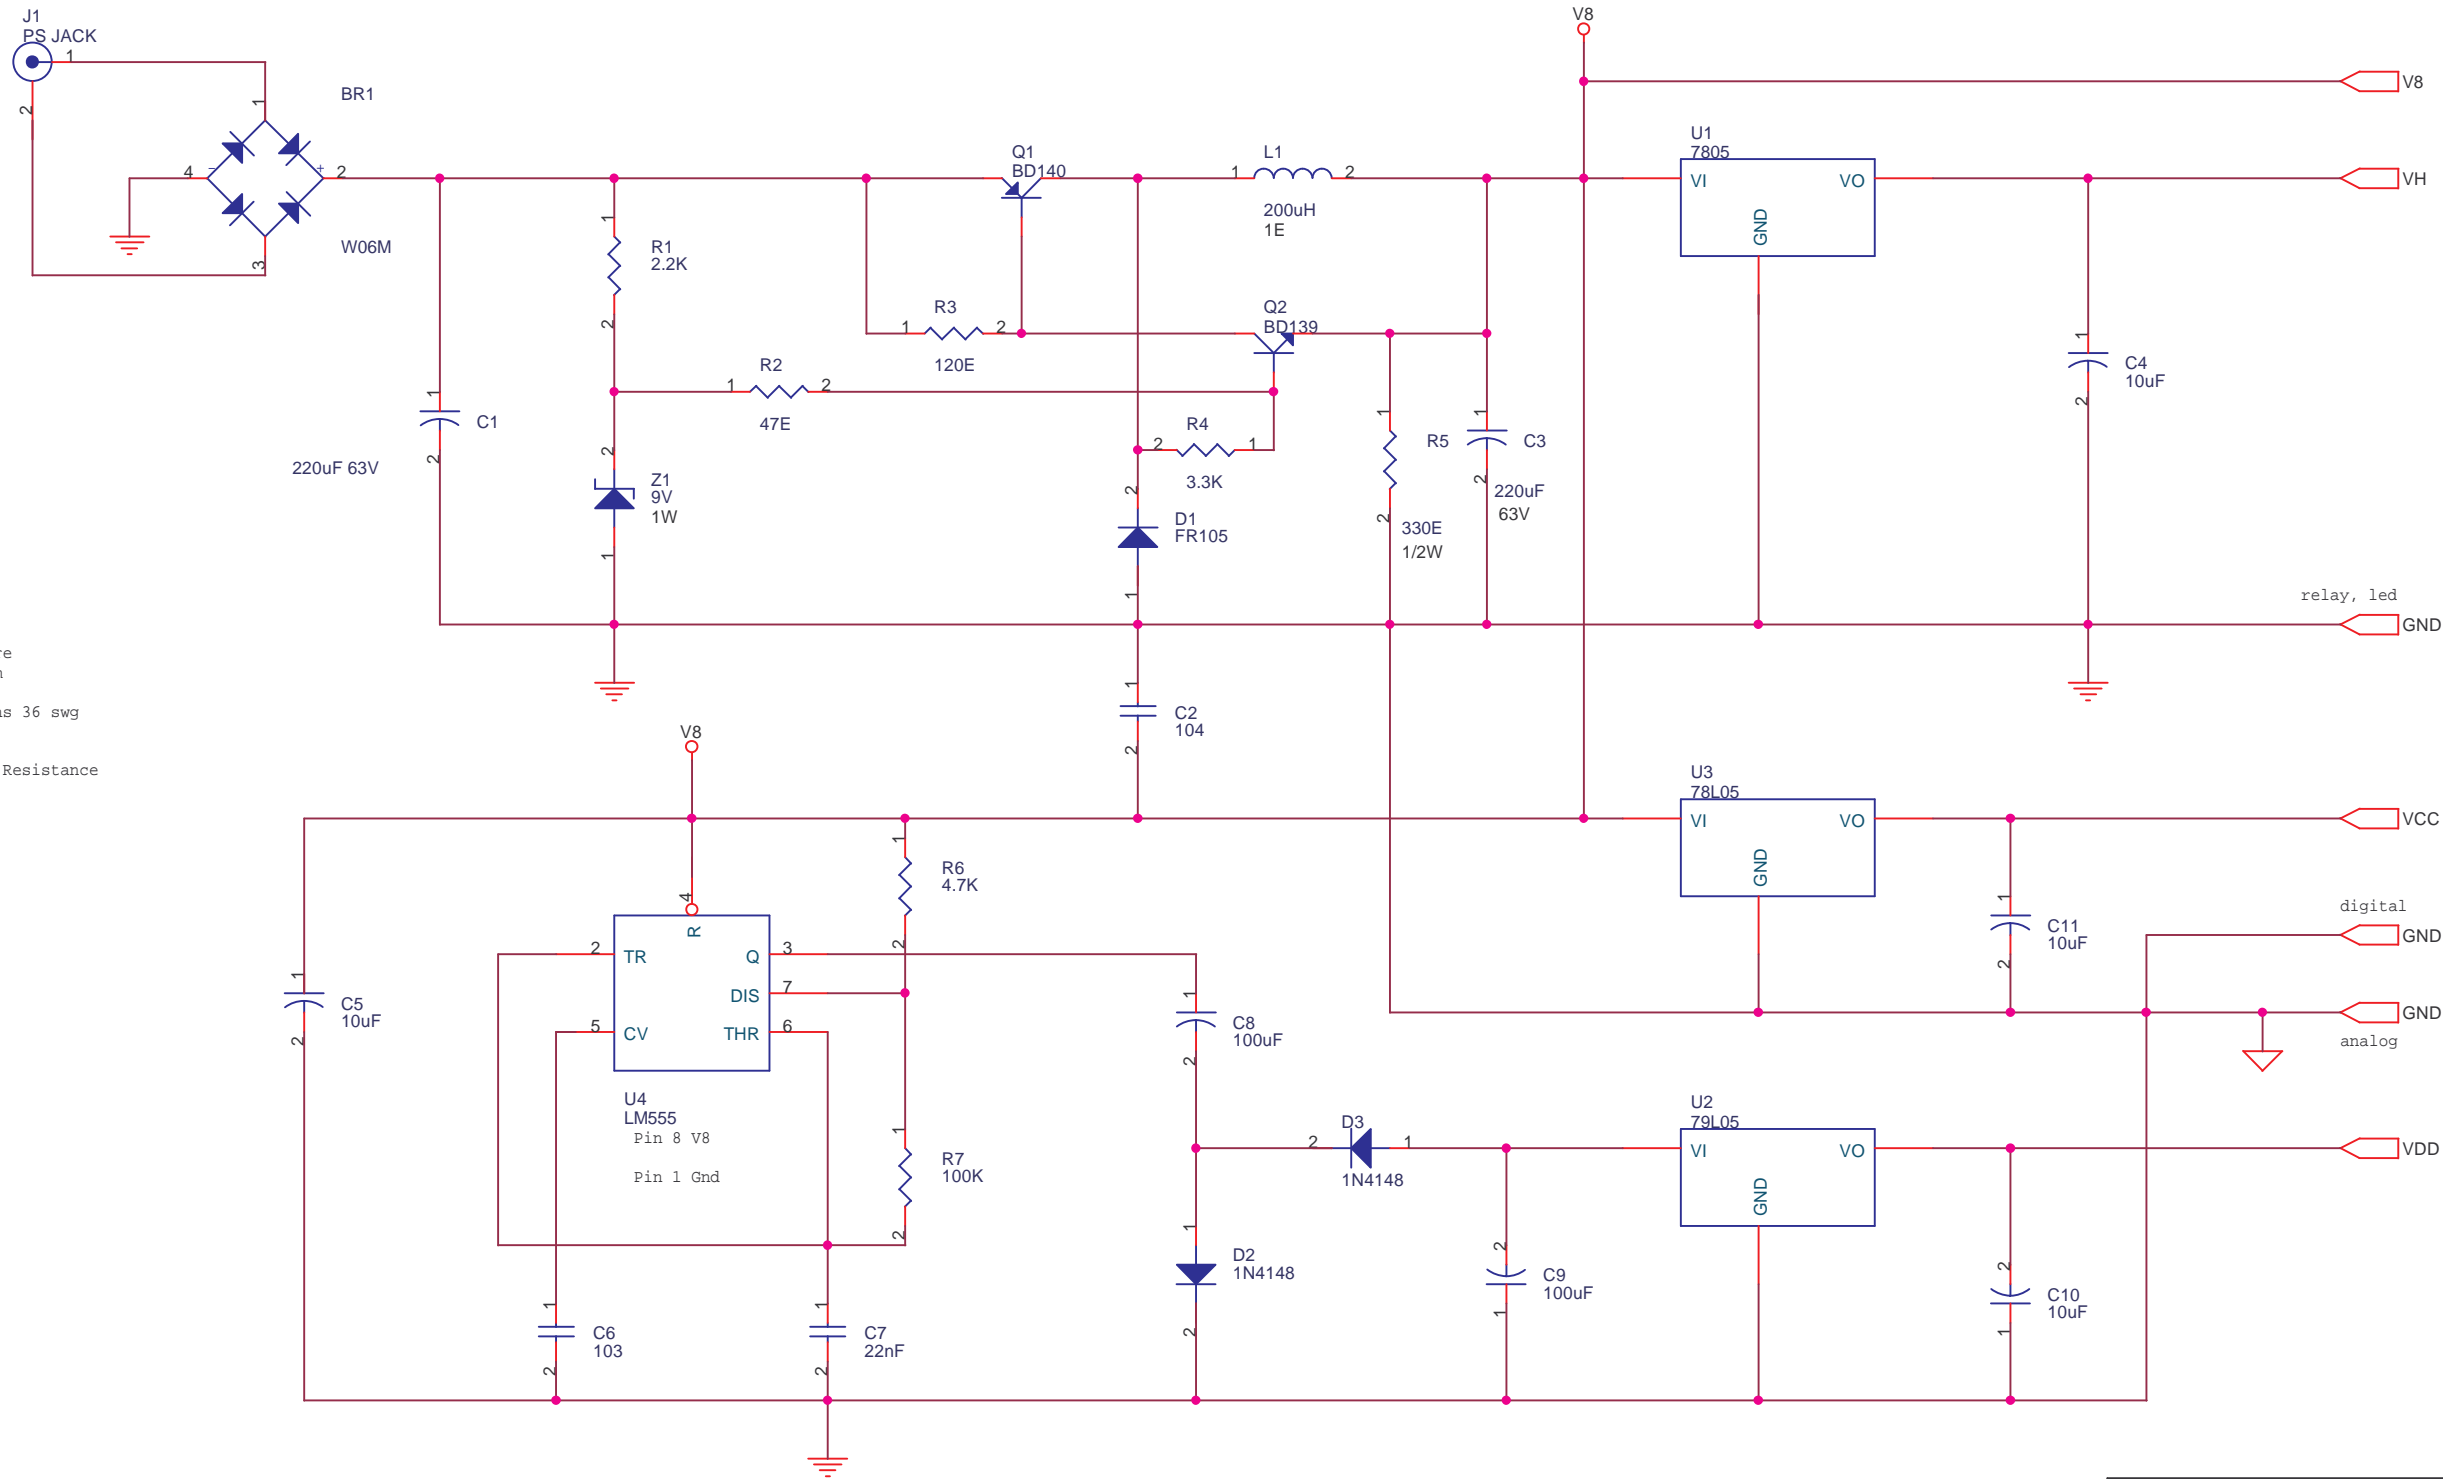 J1
PS JACK
1
2
BR1
1
4
2
3
W06M
V8
V8
Q1
BD140
L1
1
2
200uH
1E
U1
7805
VI
VO
GND
VH
1
R1
2.2K
2
R3
1
2
120E
Q2
BD139
R2
1
2
47E
1
C1
2
220uF 63V
2
Z1
9V
1W
1
R4
2
1
3.3K
2
D1
FR105
1
1
R5
2
330E
1/2W
1
C3
2
220uF
63V
1
C4
10uF
2
relay, led
GND
36 swg
Resistance
1
C2
104
2
V8
U3
78L05
VI
VO
GND
VCC
1
R6
4.7K
2
4
R
2
TR
Q
3
DIS
7
5
CV
THR
6
U4
LM555
Pin 8 V8
Pin 1 Gnd
1
C5
10uF
2
1
C8
100uF
2
1
C11
10uF
2
digital
GND
GND
analog
1
R7
100K
2
D3
2
1
1N4148
U2
79L05
VI
VO
GND
VDD
1
D2
1N4148
2
2
C9
100uF
1
2
C10
10uF
1
1
C6
103
2
1
C7
22nF
2